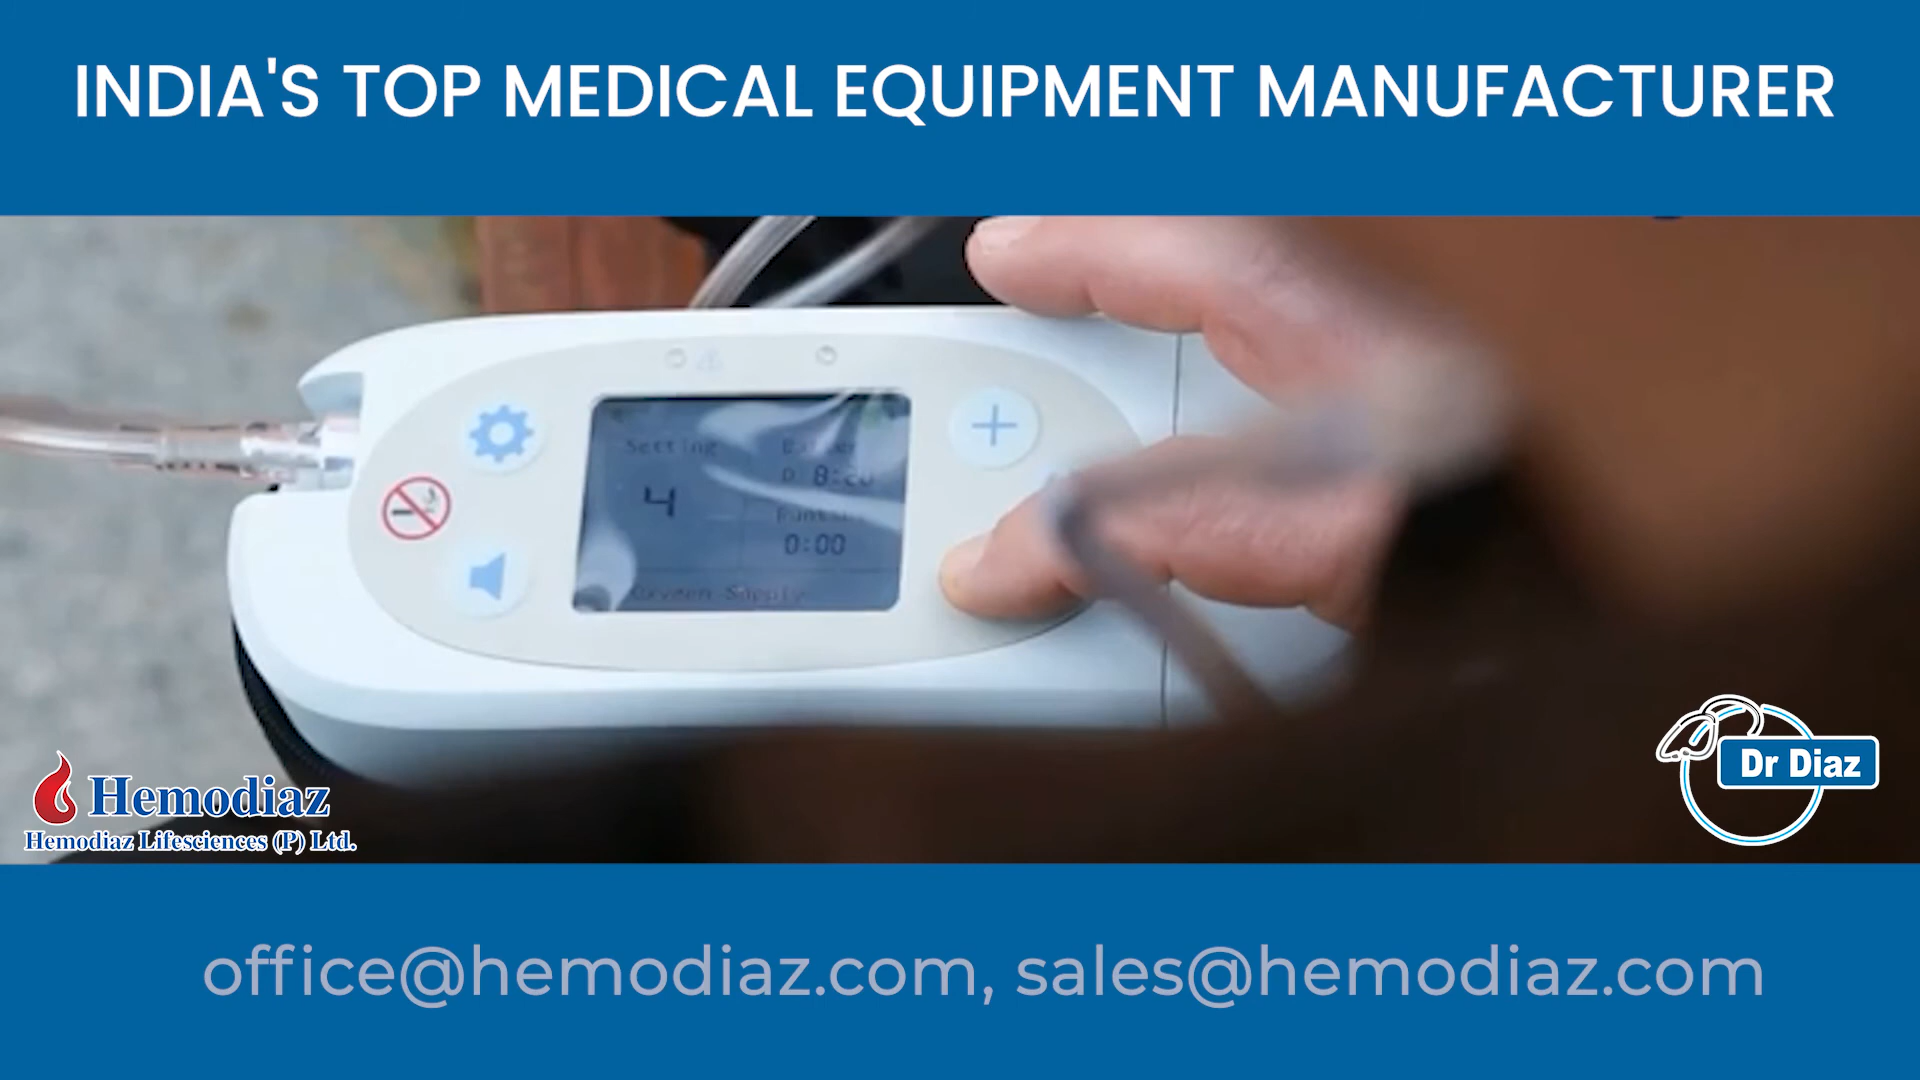 INDIA'S TOP MEDICAL EQUIPMENT MANUFACTURER
Setting
4
0:00
Hemodiaz
Hemodiaz Lifesciences (P) Ltd.
Dr Diaz
office@hemodiaz.com, sales@hemodiaz.com